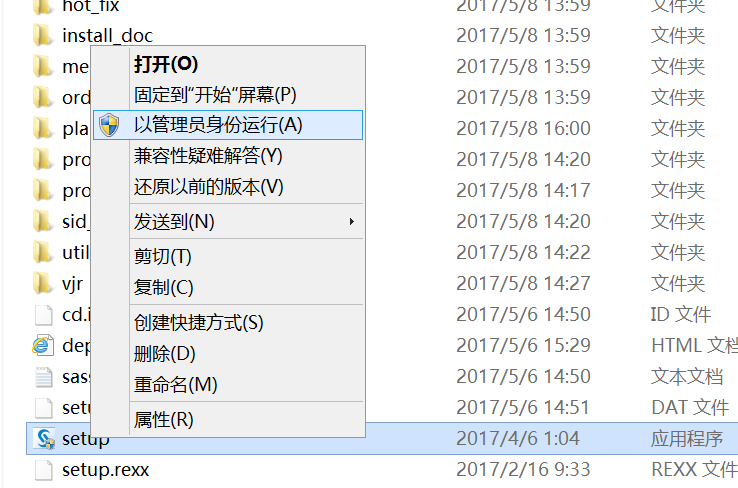 hot_fix 2017/5/8 13:59 文件夹
install_doc 2017/5/8 13:59 文件夹
me 2017/5/8 13:59 文件夹
打开(O)
固定到"开始"屏幕(P)
ord 2017/5/8 13:59 文件夹
以管理员身份运行(A)
pla 2017/5/8 16:00 文件夹
兼容性疑难解答(Y)
pro 2017/5/8 14:20 文件夹
还原以前的版本(V)
pro 2017/5/8 14:17 文件夹
发送到(N)
sid_ 2017/5/8 14:20 文件夹
剪切(T)
util 2017/5/8 14:22 文件夹
复制(C)
vjr 2017/5/8 14:27 文件夹
创建快捷方式(S)
cd.i 2017/5/6 14:50 ID 文件
删除(D)
dep 2017/5/6 15:29 HTML 文档
重命名(M)
sass 2017/5/6 14:50 文本文档
属性(R)
setu 2017/5/6 14:51 DAT 文件
setup 2017/4/6 1:04 应用程序
setup.rexx 2017/2/16 9:33 REXX 文件